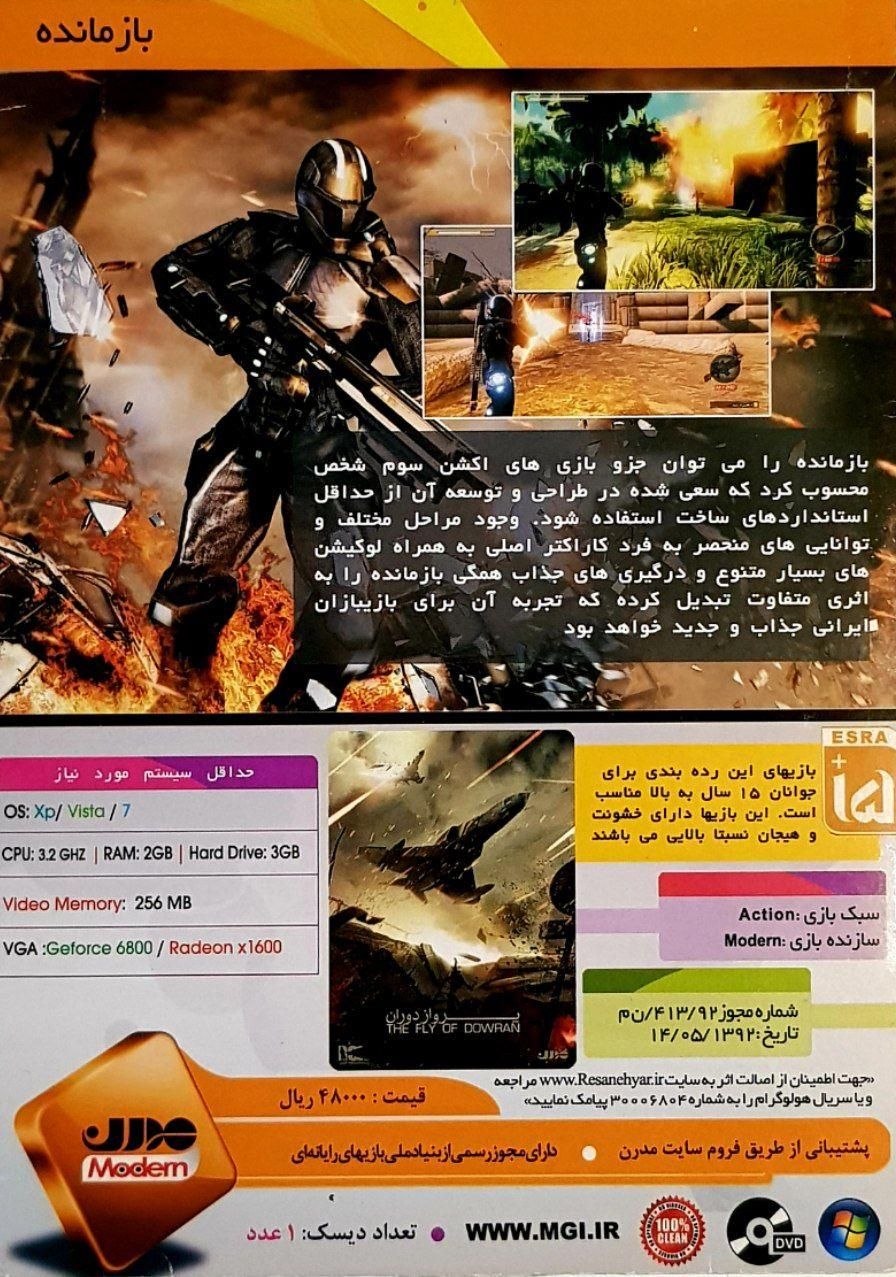 بازمانده
بازمانده را می توان جزو بازی های اکشن سوم شخص
محسوب کرد که سعی شده در طراحی و توسعه آن از حداقل
استانداردهای ساخت استفاده شود. وجود مراحل مختلف و
توانایی های منحصر به فرد کاراکتر اصلی به همراه لوکیشن
های بسیار متنوع و درگیری های جذاب همگی بازمانده را به
اثری متفاوت تبدیل کرده که تجربه آن برای بازیبازان
ایرانی جذاب و جدید خواهد بود
ESRA
+۱۵
بازیهای این رده بندی برای
جوانان ۱۵ سال به بالا مناسب
است. این بازیها دارای خشونت
و هیجان نسبتا بالایی می باشند
سبک بازی :Action
سازنده بازی :Modern
شماره مجوز ۴۱۳/۹۲/ن م
تاریخ: ۱۴/۰۵/۱۳۹۲
پرواز دوران
THE FLY OF DOWRAN
مدرن
حداقل سیستم مورد نیاز
OS: Xp/ Vista / 7
CPU: 3.2 GHZ | RAM: 2GB | Hard Drive: 3GB
Video Memory: 256 MB
VGA :Geforce 6800 / Radeon x1600
«جهت اطمینان از اصالت اثر به سایت www.Resanehyar.ir مراجعه
و یا سریال هولوگرام را به شماره ۳۰۰۰۶۸۰۴ پیامک نمایید»
قیمت : ۴۸۰۰۰ ریال
پشتیبانی از طریق فروم سایت مدرن ● دارای مجوز رسمی از بنیاد ملی بازیهای رایانه‌ای
مدرن
Modern
تعداد دیسک: ۱ عدد ● WWW.MGI.IR
100%
CLEAN
DVD